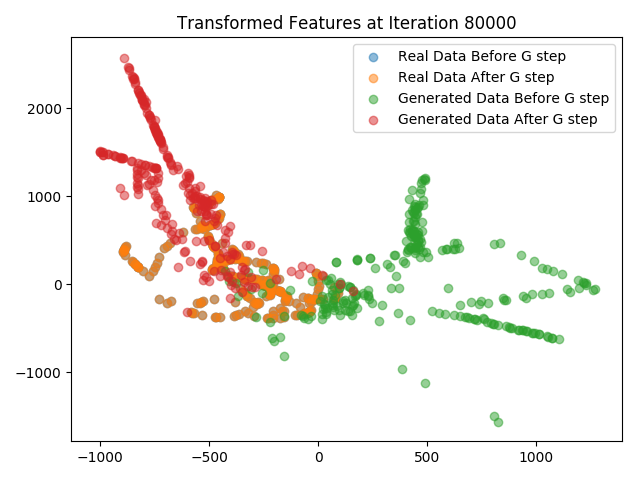 Transformed Features at Iteration 80000
Real Data Before G step
Real Data After G step
Generated Data Before G step
Generated Data After G step
2000
1000
0
−1000
−1000 −500 0 500 1000